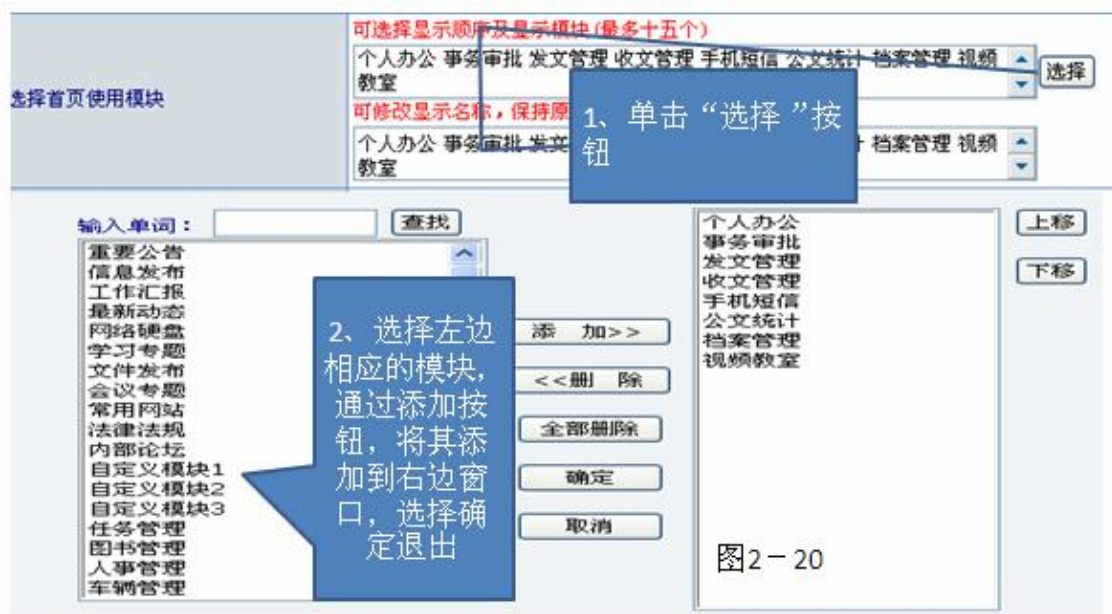 可选择显示顺序及显示模块(最多十五个)
个人办公 事务审批 发文管理 收文管理 手机短信 公文统计 档案管理 视频
教室
选择
选择首页使用模块
可修改显示名称，保持原
1、单击“选择 ”按
钮
个人办公 事务审批 发文
档案管理 视频
教室
输入单词：
查找
重要公告
信息发布
工作汇报
最新动态
网络硬盘
学习专题
文件发布
会议专题
常用网站
法律法规
内部论坛
自定义模块1
自定义模块2
自定义模块3
任务管理
图书管理
人事管理
车辆管理
2、选择左边
相应的模块，
通过添加按
钮，将其添
加到右边窗
口，选择确
定退出
添 加>>
<<删 除
全部删除
确定
取消
个人办公
事务审批
发文管理
收文管理
手机短信
公文统计
档案管理
视频教室
上移
下移
图2－20